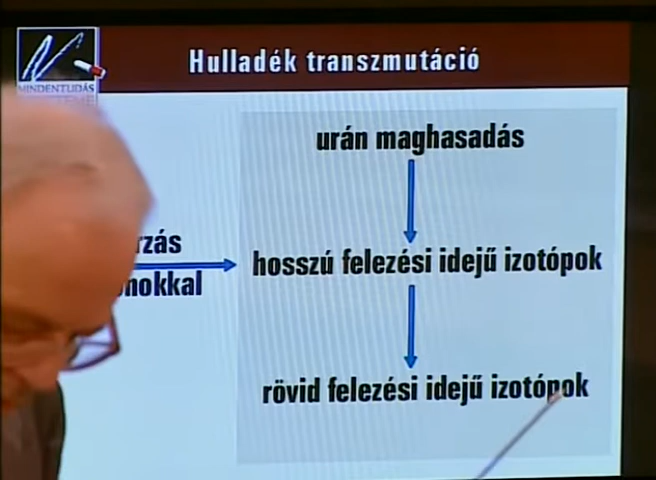 Hulladék transzmutáció
MINDENTUDÁS
urán maghasadás
hosszú felezési idejű izotópok
rövid felezési idejű izotópok